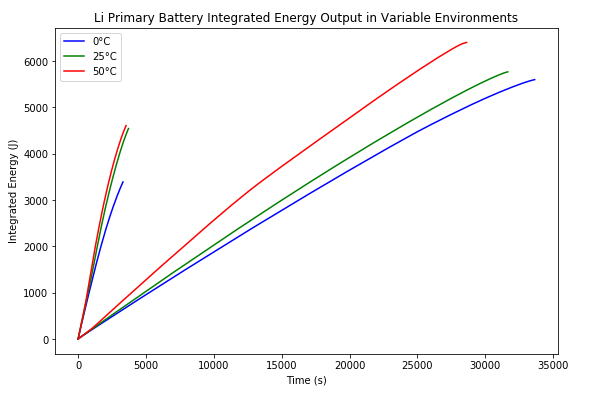 Li Primary Battery Integrated Energy Output in Variable Environments
0°C
25°C
50°C
Integrated Energy (J)
6000
5000
4000
3000
2000
1000
0
0 5000 10000 15000 20000 25000 30000 35000
Time (s)